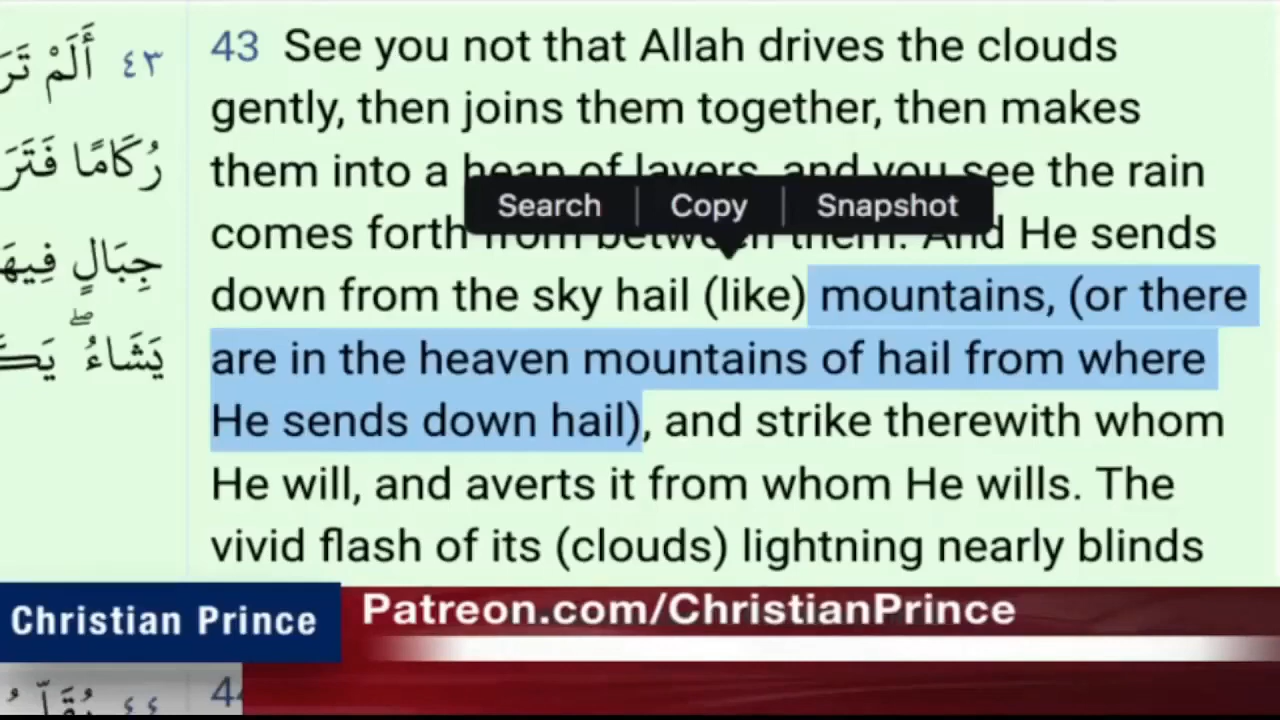 ٤٣ أَلَمْ تَرَ
رُكَامًا فَتَرَ
جِبَالٍ فِيهَ
يَشَاءُ ۖ يَكَ
43 See you not that Allah drives the clouds
gently, then joins them together, then makes
them into a heap of layers, and you see the rain
Search Copy Snapshot
comes forth from between them. And He sends
down from the sky hail (like) mountains, (or there
are in the heaven mountains of hail from where
He sends down hail), and strike therewith whom
He will, and averts it from whom He wills. The
vivid flash of its (clouds) lightning nearly blinds
Christian Prince
Patreon.com/ChristianPrince
٤٤